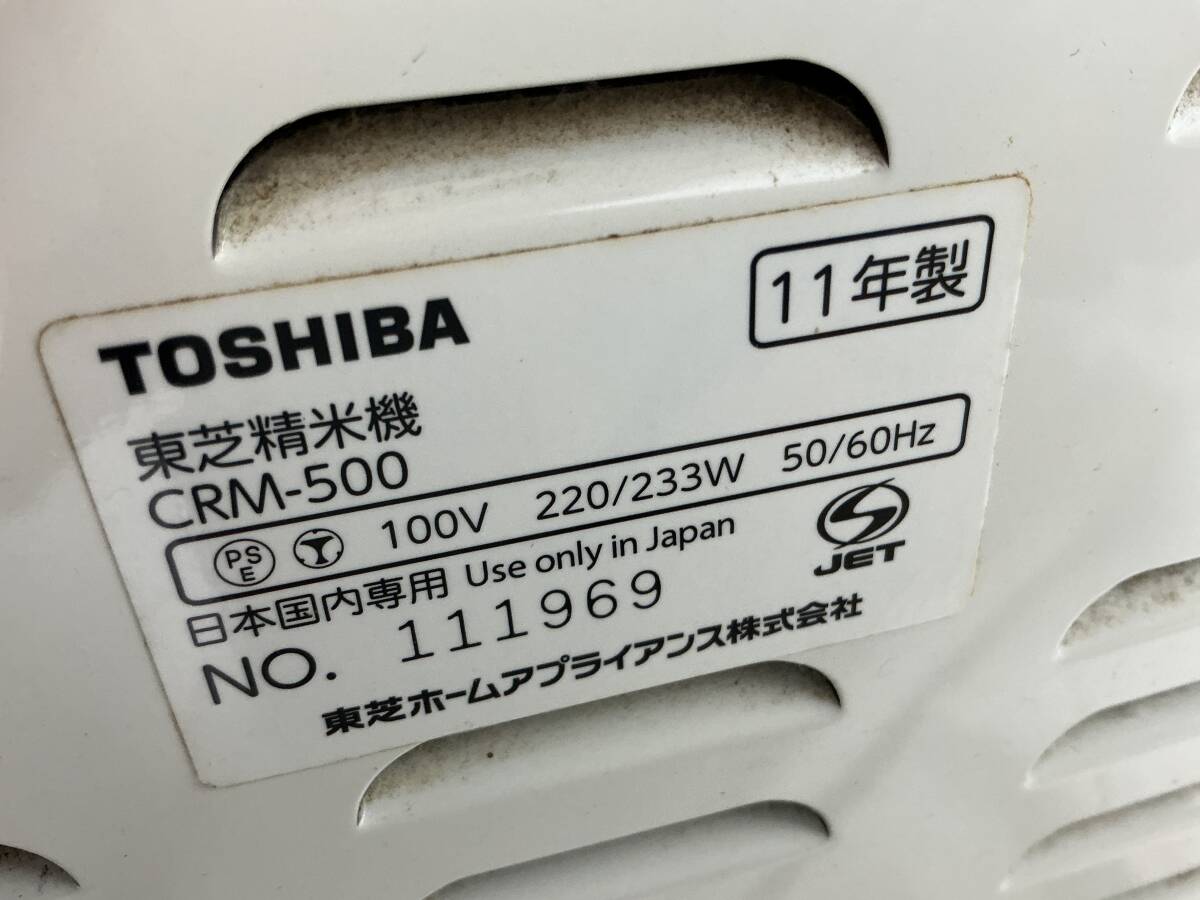 TOSHIBA
11年製
東芝精米機
CRM-500
PS E 100V 220/233W 50/60Hz
日本国内専用 Use only in Japan
JET
NO. 111969
東芝ホームアプライアンス株式会社